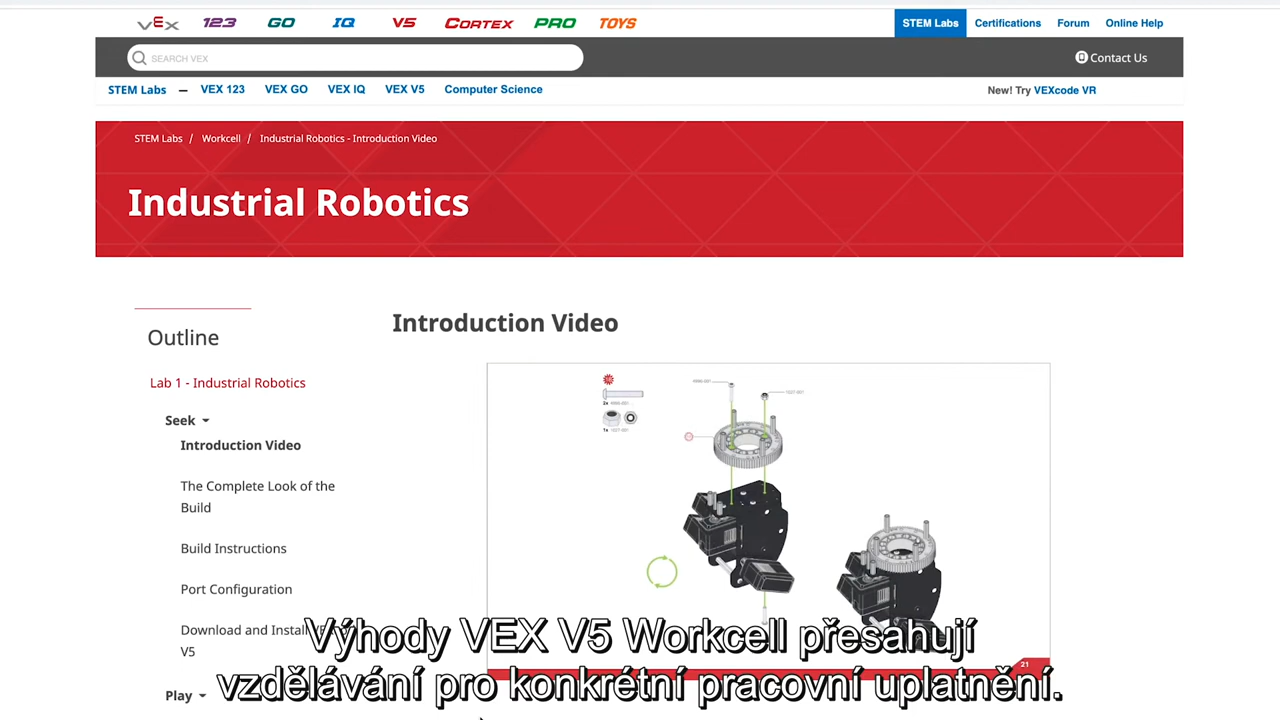 VEX 123 GO IQ V5 CORTEX PRO TOYS STEM Labs Certifications Forum Online Help
SEARCH VEX Contact Us
STEM Labs — VEX 123 VEX GO VEX IQ VEX V5 Computer Science New! Try VEXcode VR
STEM Labs / Workcell / Industrial Robotics - Introduction Video
Industrial Robotics
Outline
Lab 1 - Industrial Robotics
Seek
Introduction Video
The Complete Look of the
Build
Build Instructions
Port Configuration
Download and Install
V5
Play
Introduction Video
21
Výhody VEX V5 Workcell přesahují
vzdělávání pro konkrétní pracovní uplatnění.